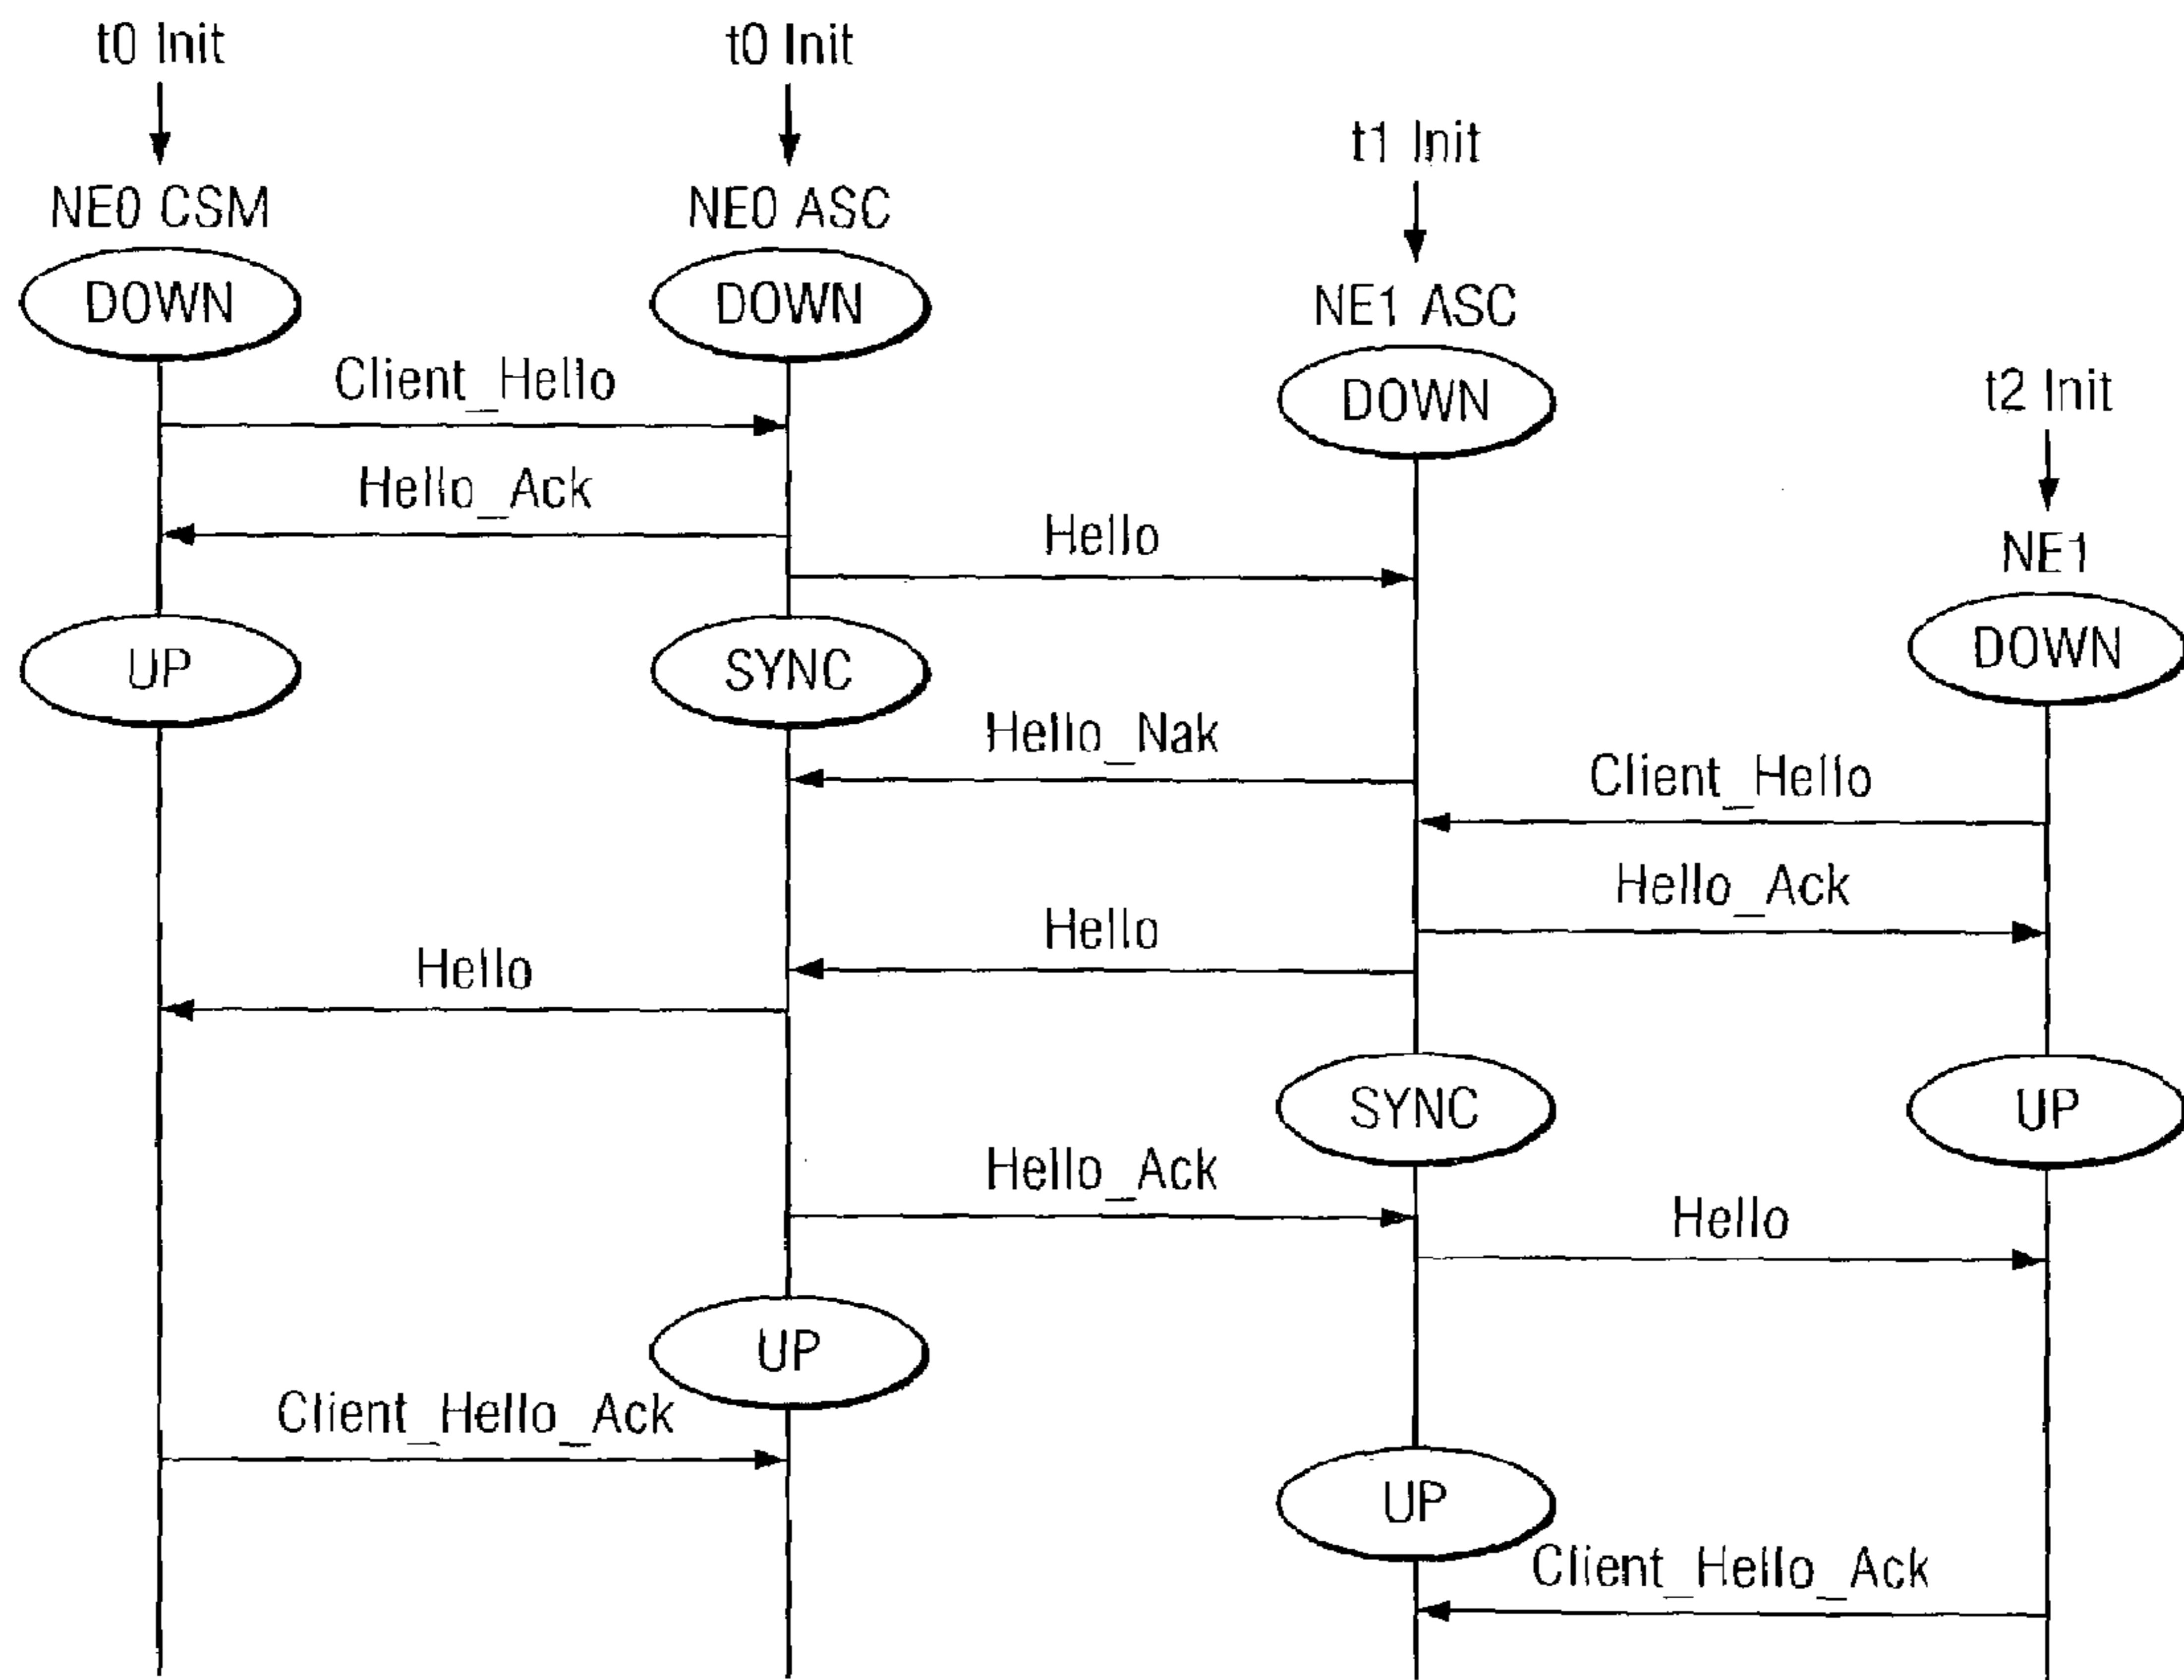 t0 Init
t0 Init
t1 Init
NE0 CSM
NE0 ASC
DOWN
DOWN
NE1 ASC
Client_Hello
DOWN
t2 Init
Hello_Ack
Hello
NE1
UP
SYNC
DOWN
Hello_Nak
Client_Hello
Hello_Ack
Hello
Hello
SYNC
UP
Hello_Ack
Hello
UP
Client_Hello_Ack
UP
Client_Hello_Ack